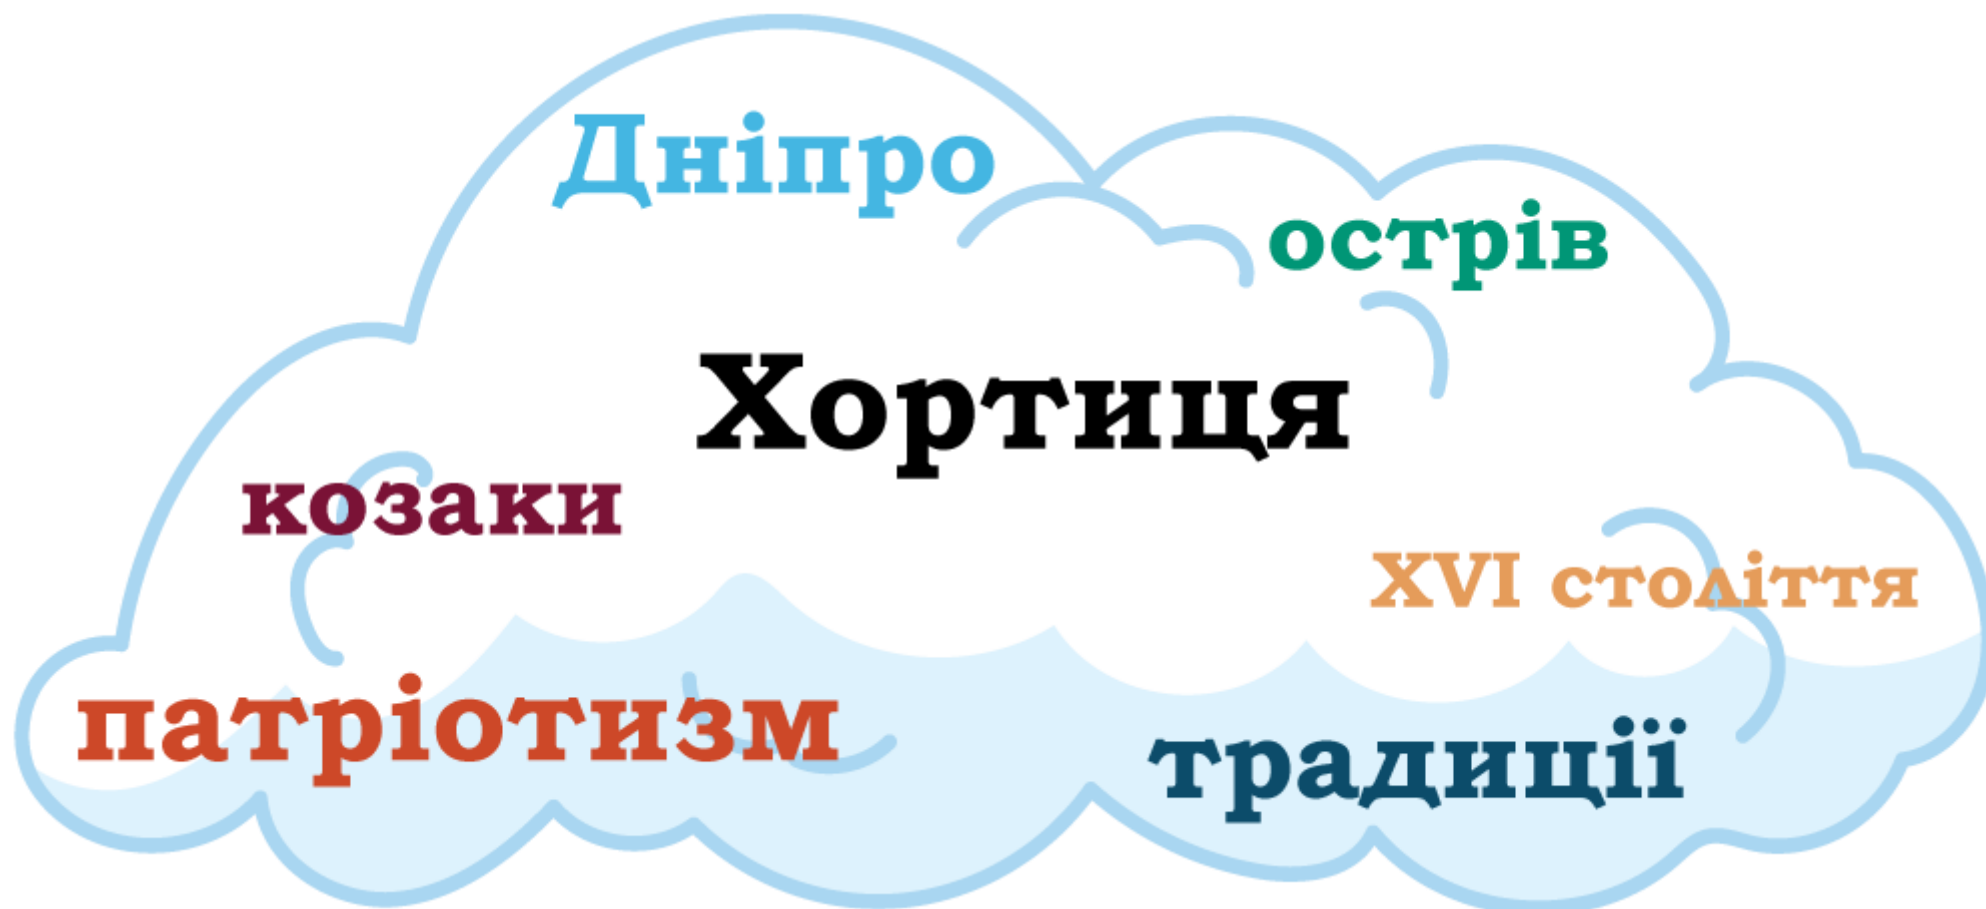 Дніпро
острів
Хортиця
козаки
XVI століття
патріотизм
традиції